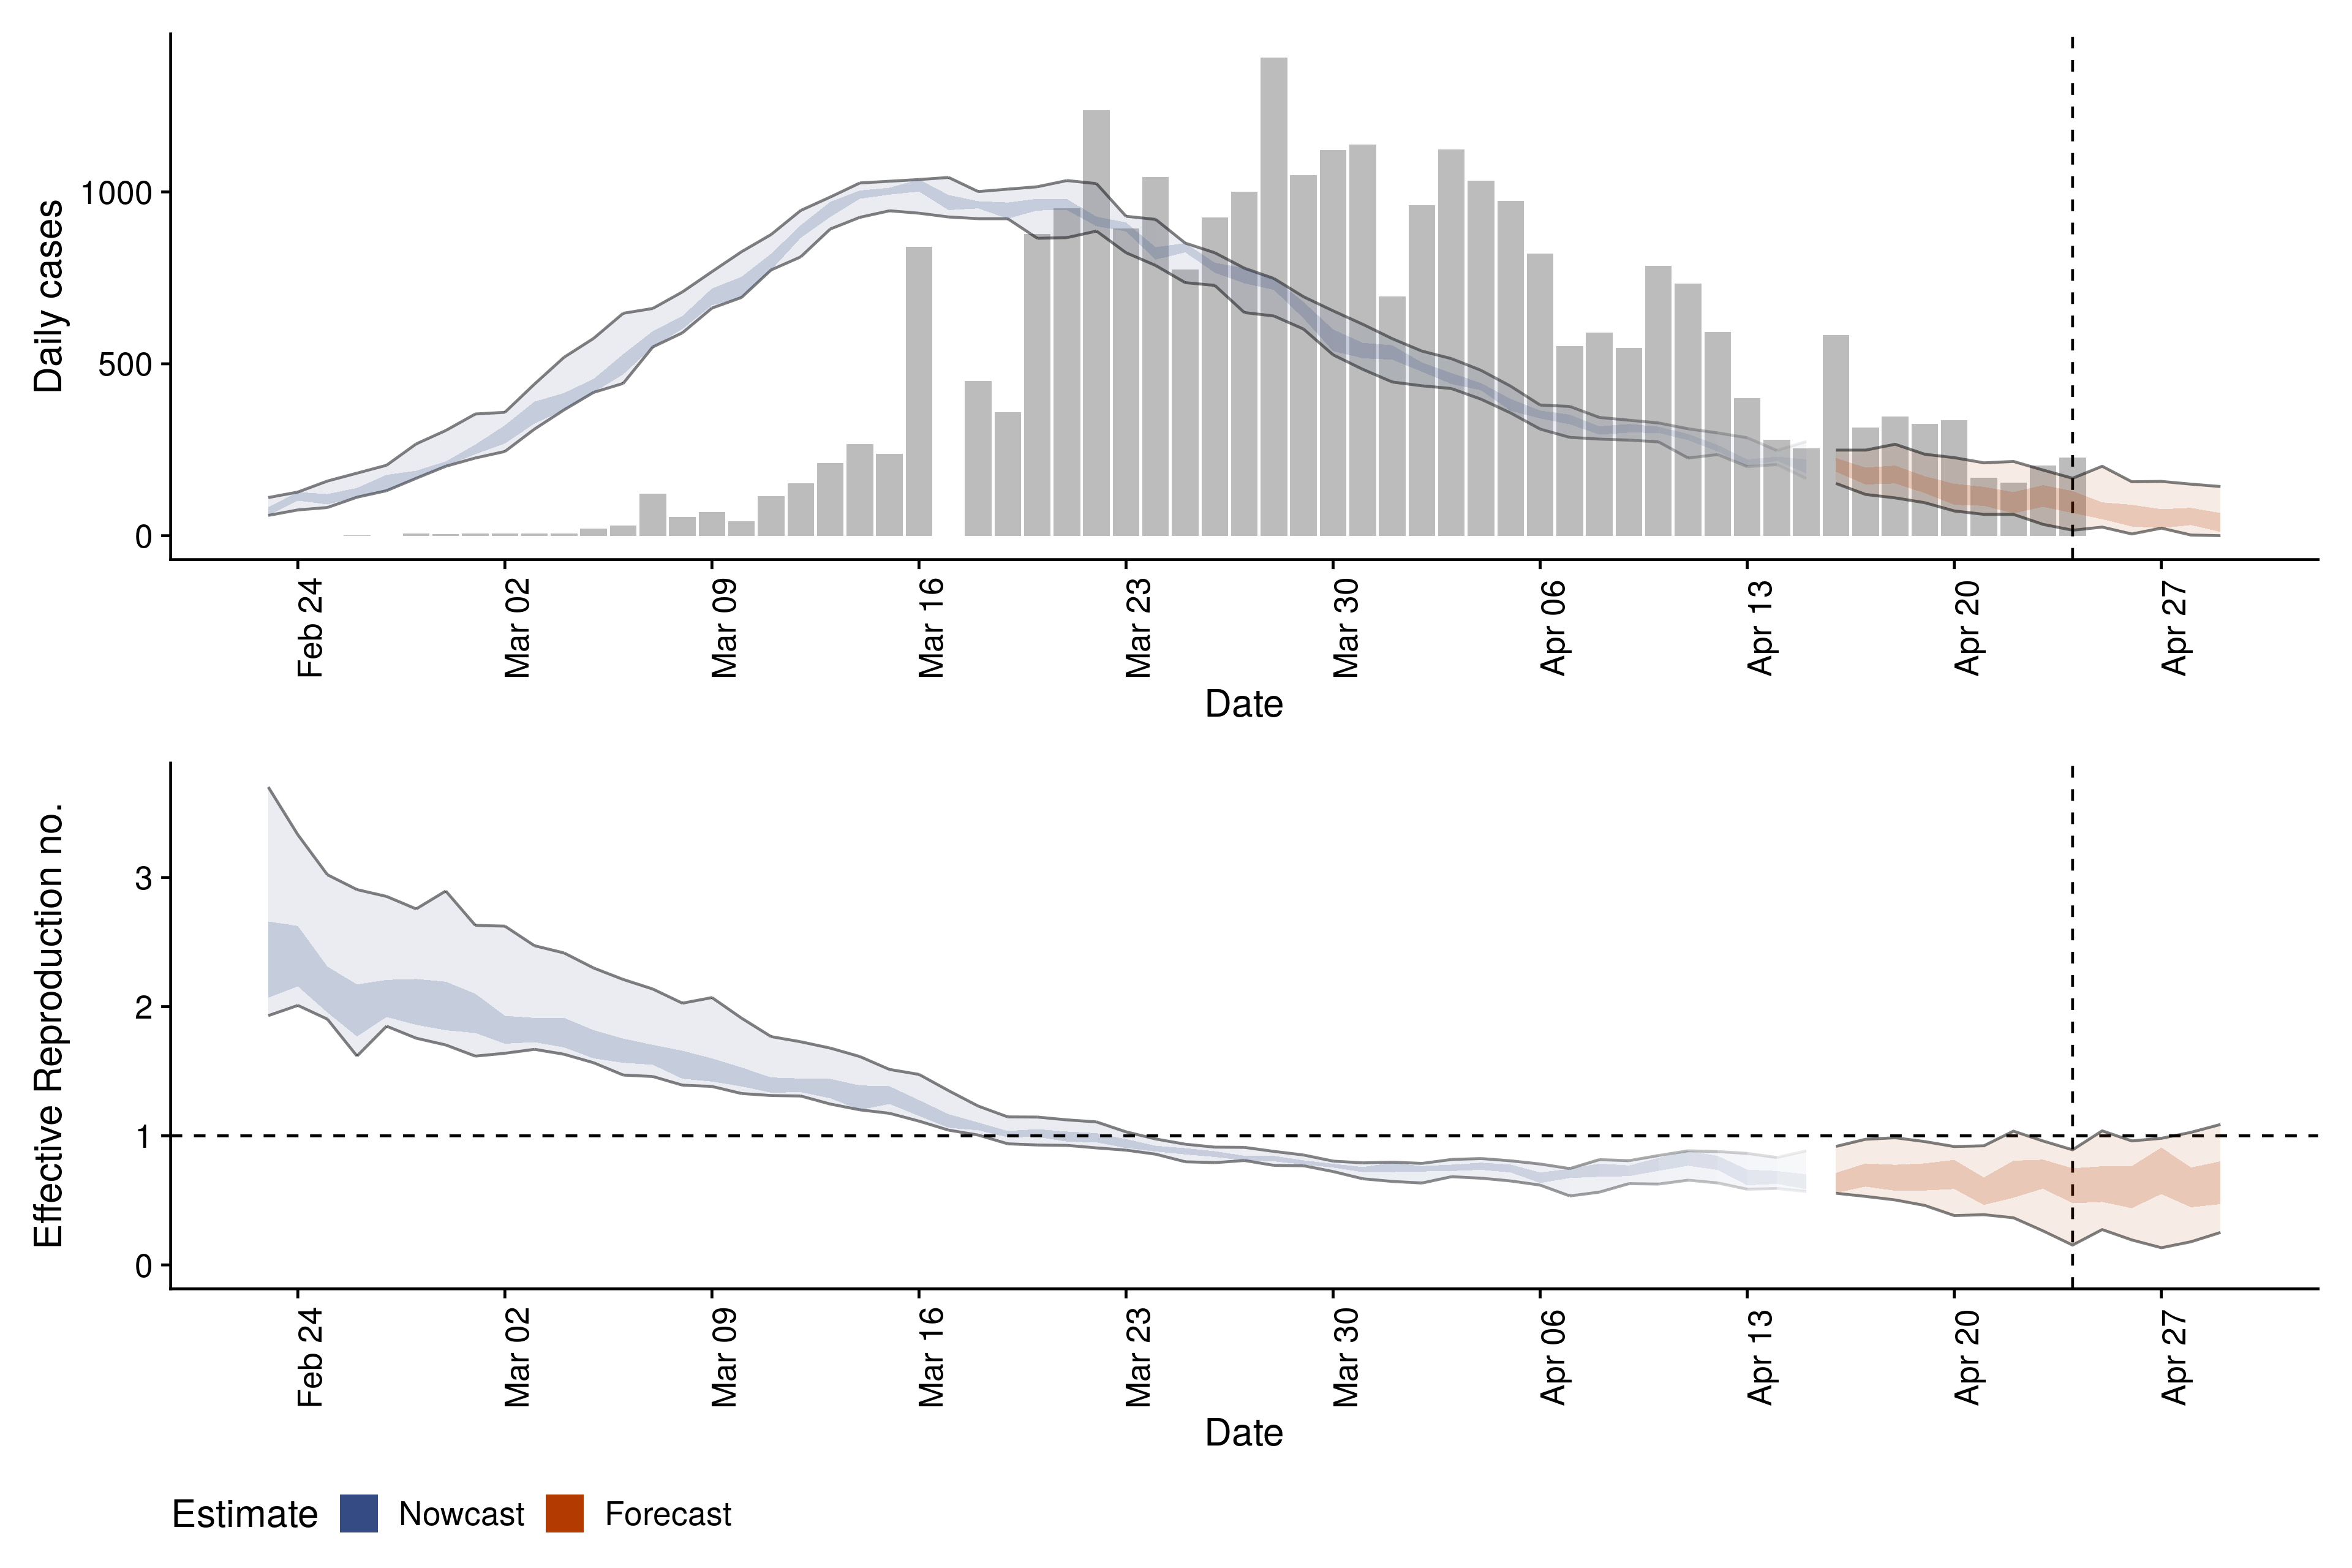 Daily cases
1000
500
0
Feb 24
Mar 02
Mar 09
Mar 16
Mar 23
Mar 30
Apr 06
Apr 13
Apr 20
Apr 27
Date
Effective Reproduction no.
3
2
1
0
Feb 24
Mar 02
Mar 09
Mar 16
Mar 23
Mar 30
Apr 06
Apr 13
Apr 20
Apr 27
Date
Estimate Nowcast Forecast